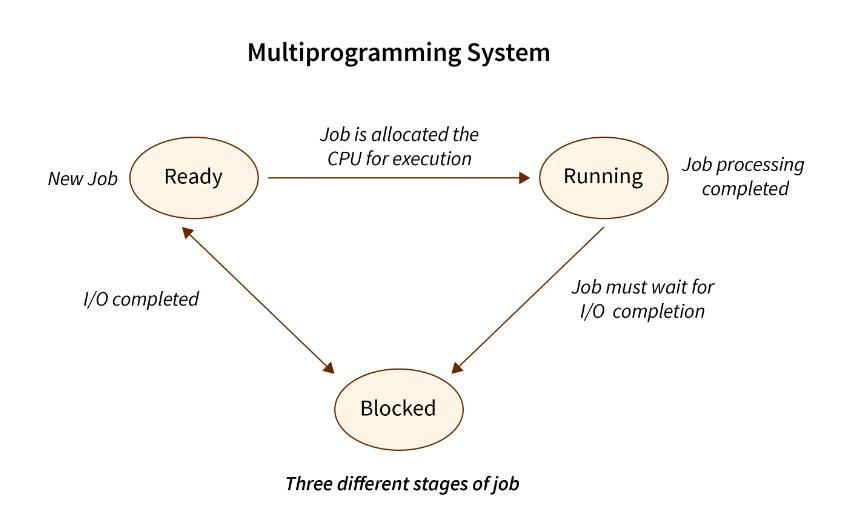 Multiprogramming System
Job is allocated the
CPU for execution
New Job
Ready
Running
Job processing
completed
I/O completed
Job must wait for
I/O completion
Blocked
Three different stages of job